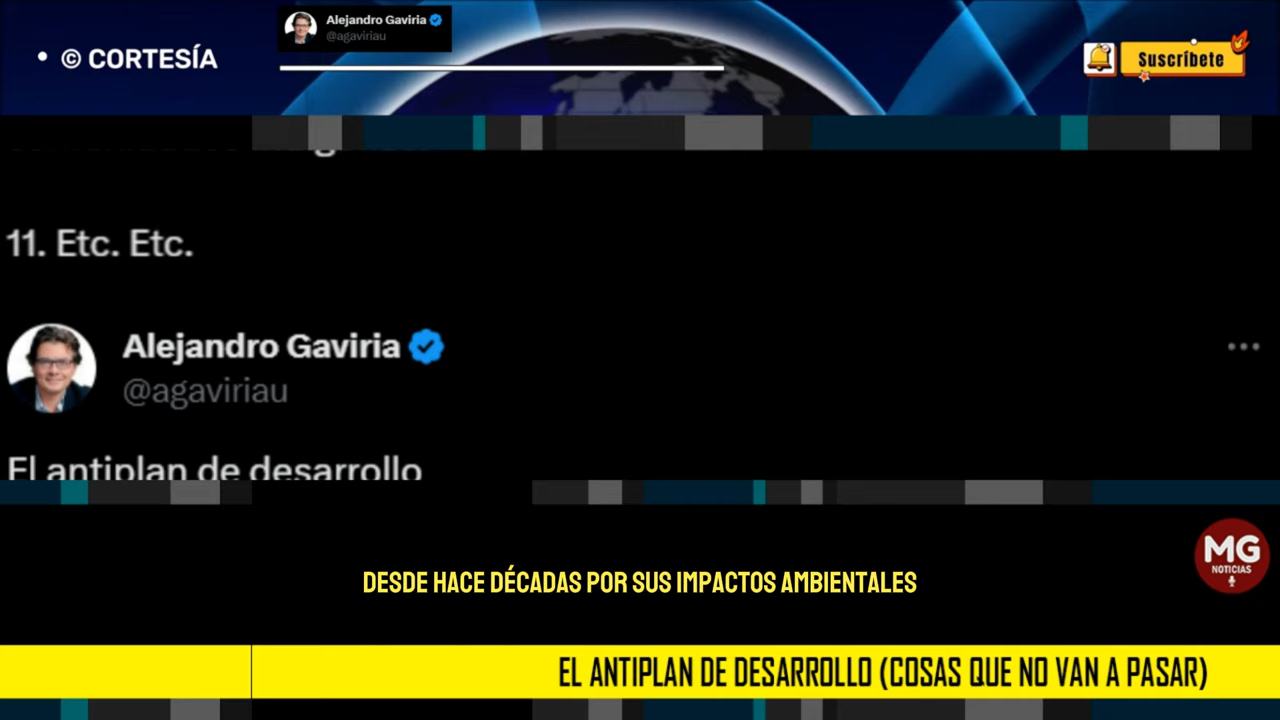 • © CORTESÍA
Alejandro Gaviria
@agaviriau
Suscríbete
11. Etc. Etc.
Alejandro Gaviria
@agaviriau
El antiplan de desarrollo
DESDE HACE DÉCADAS POR SUS IMPACTOS AMBIENTALES
MG
NOTICIAS
EL ANTIPLAN DE DESARROLLO (COSAS QUE NO VAN A PASAR)